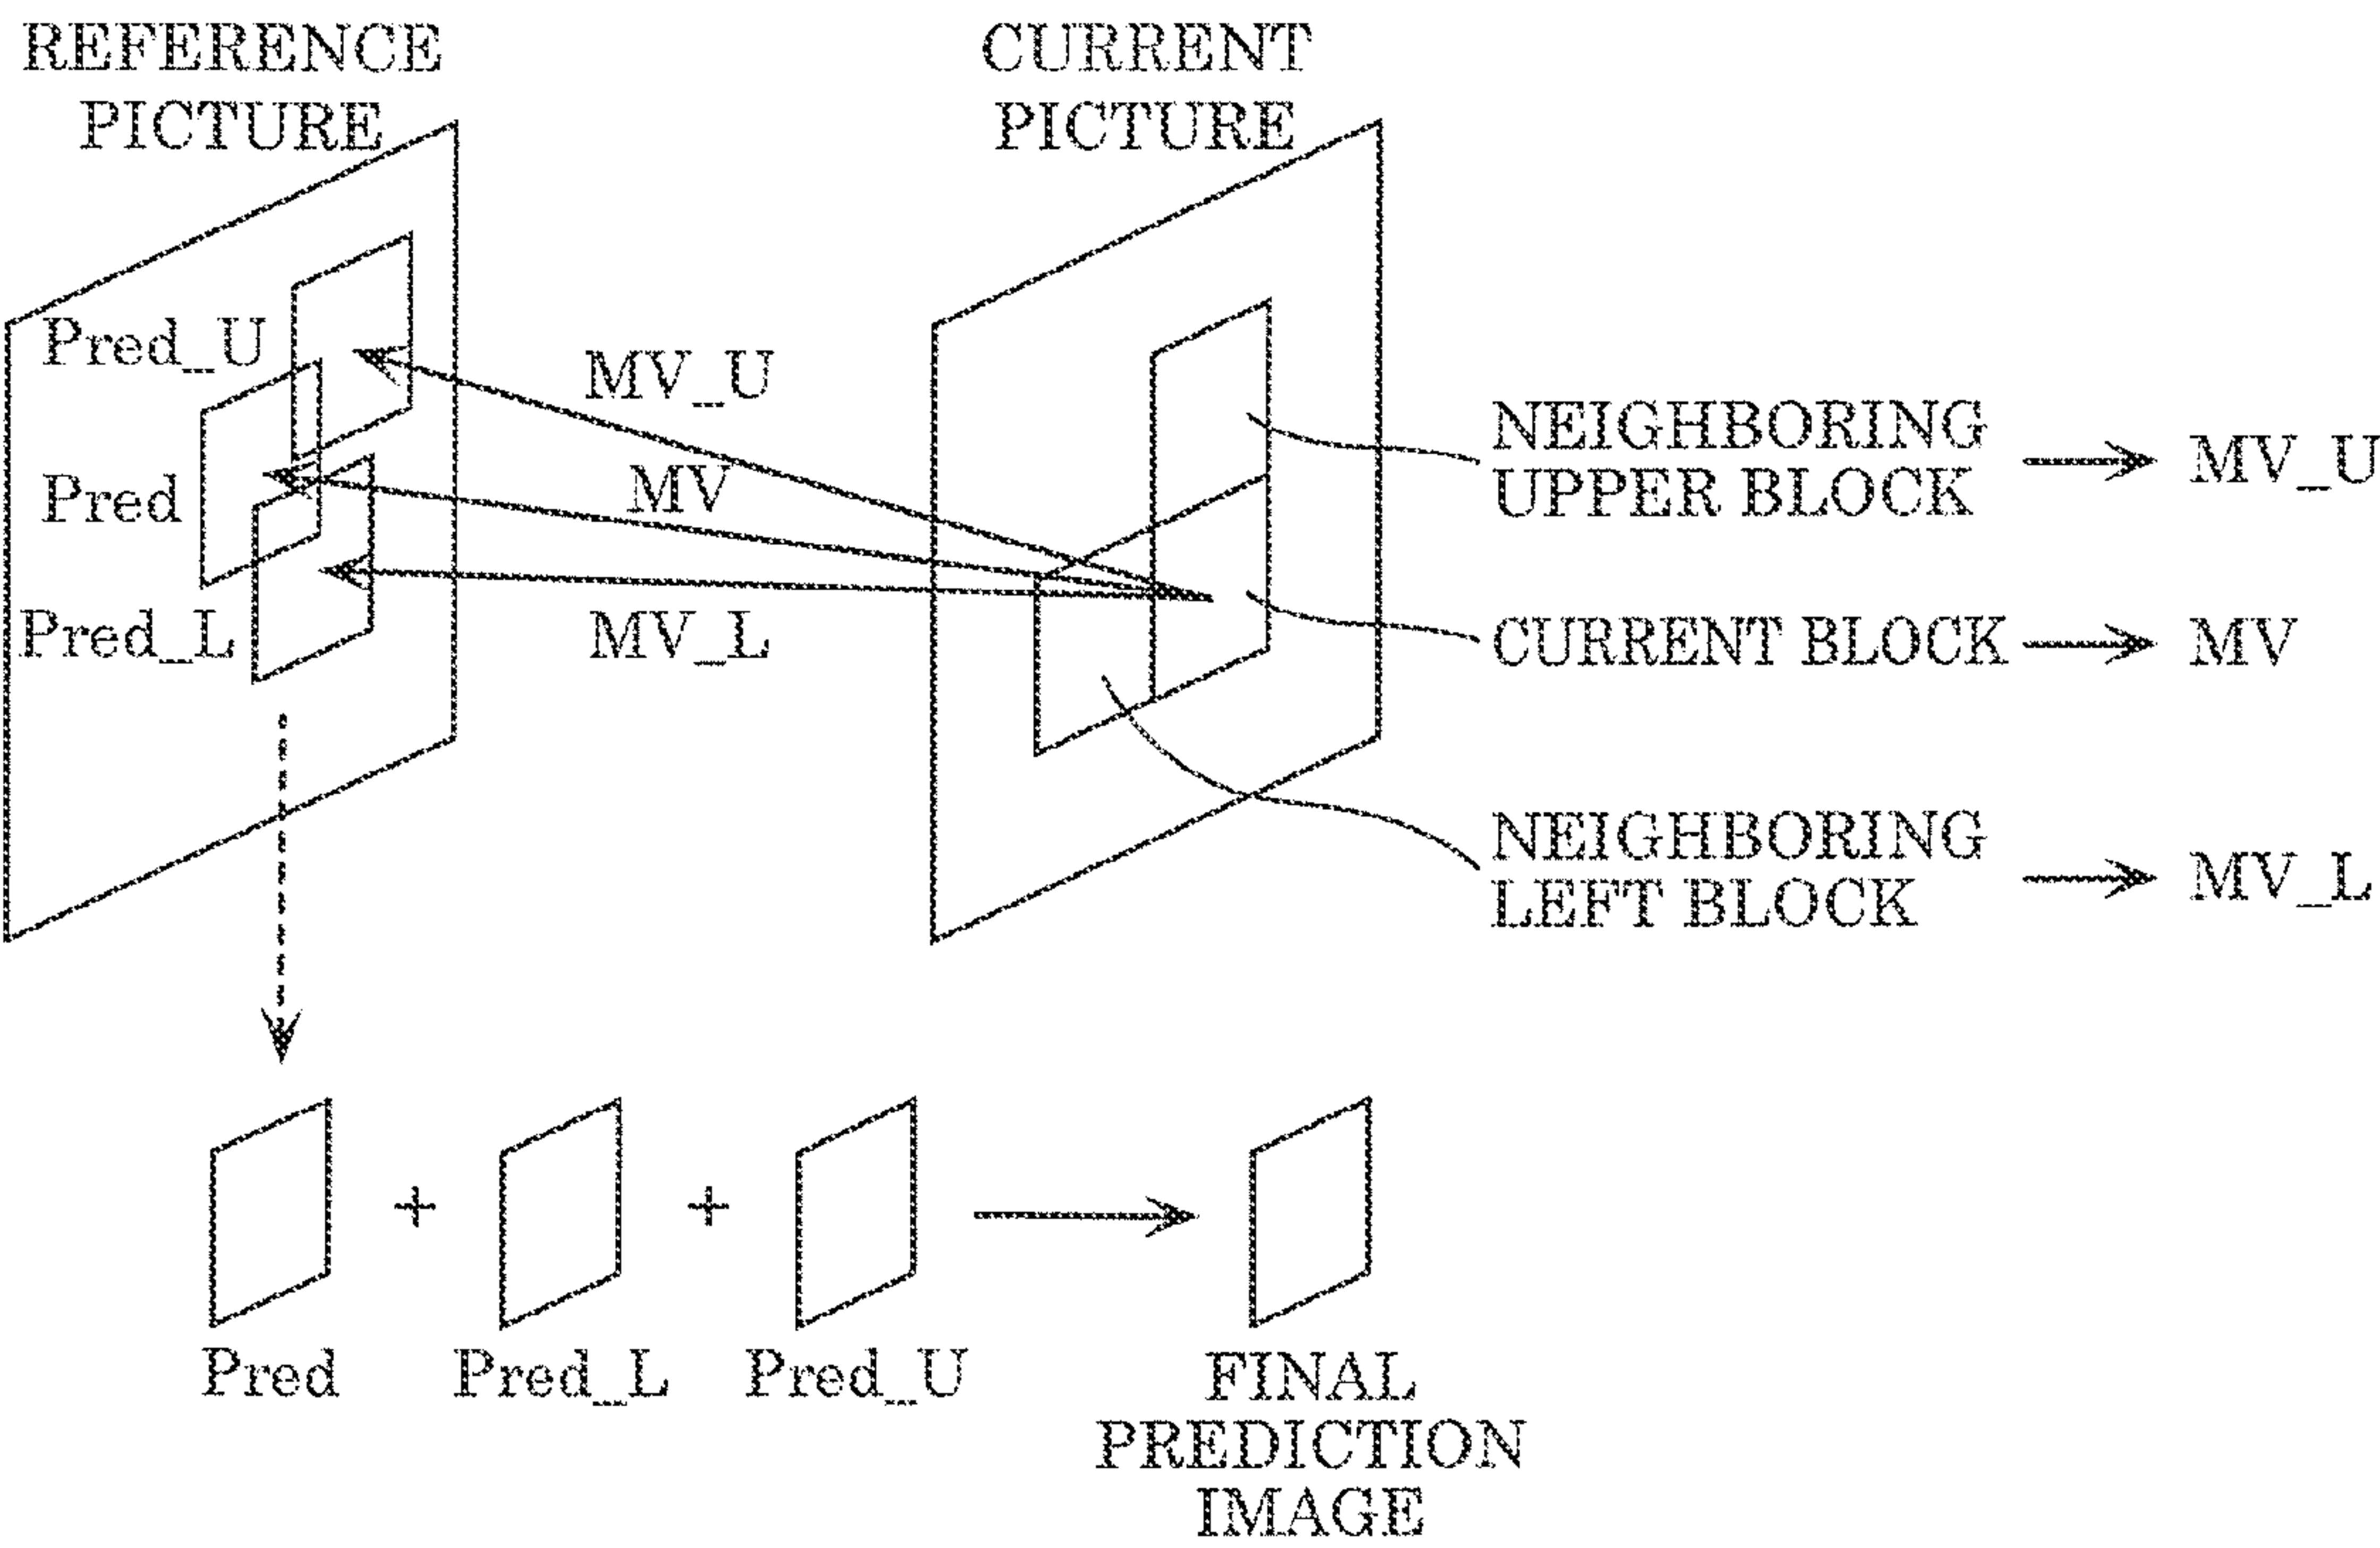 REFERENCE
PICTURE
CURRENT
PICTURE
Pred_U
MV_U
NEIGHBORING
UPPER BLOCK
MV_U
Pred
MV
CURRENT BLOCK
MV
Pred_L
MV_L
NEIGHBORING
LEFT BLOCK
MV_L
+
+
Pred
Pred_L
Pred_U
FINAL
PREDICTION
IMAGE